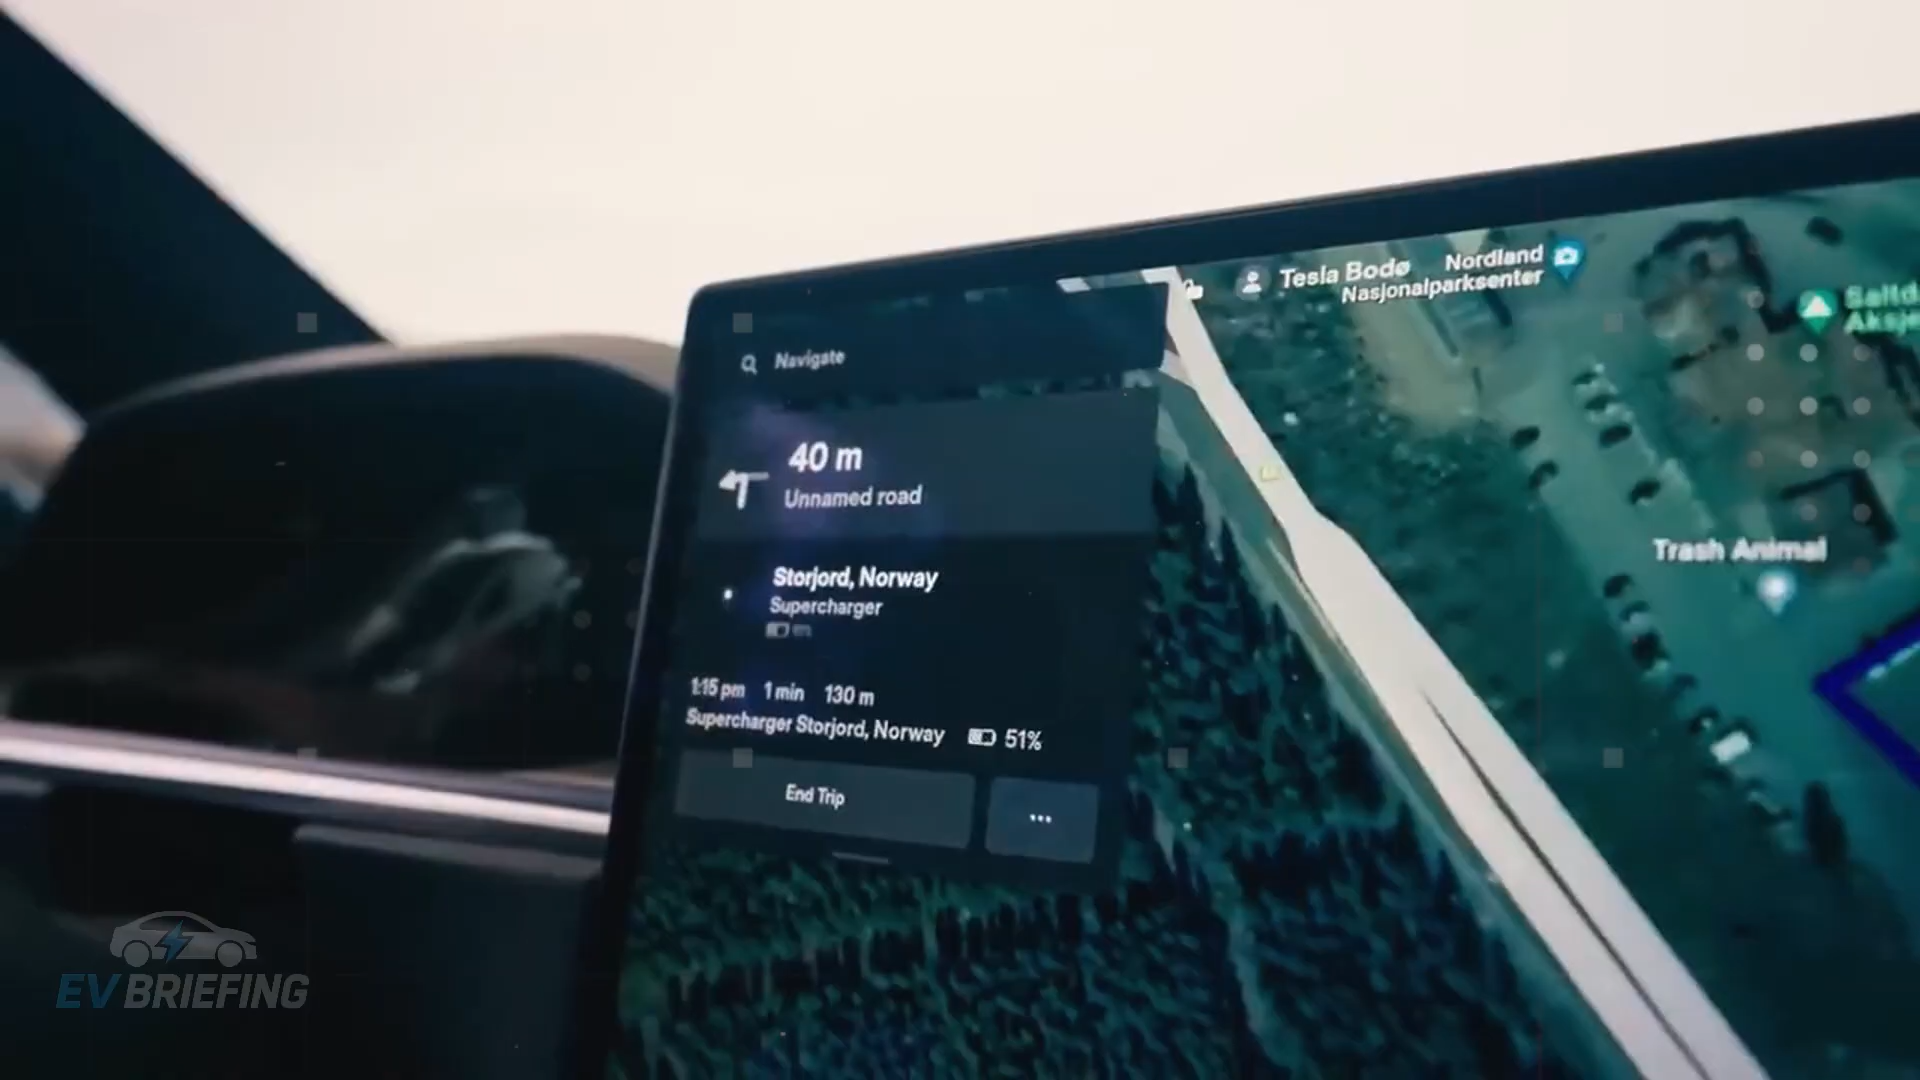 Navigate
40 m
Unnamed road
Storjord, Norway
Supercharger
1:15 pm 1 min 130 m
Supercharger Storjord, Norway 51%
End Trip
...
Tesla Bodø
Nordland
Nasjonalparksenter
Trash Animal
EV BRIEFING